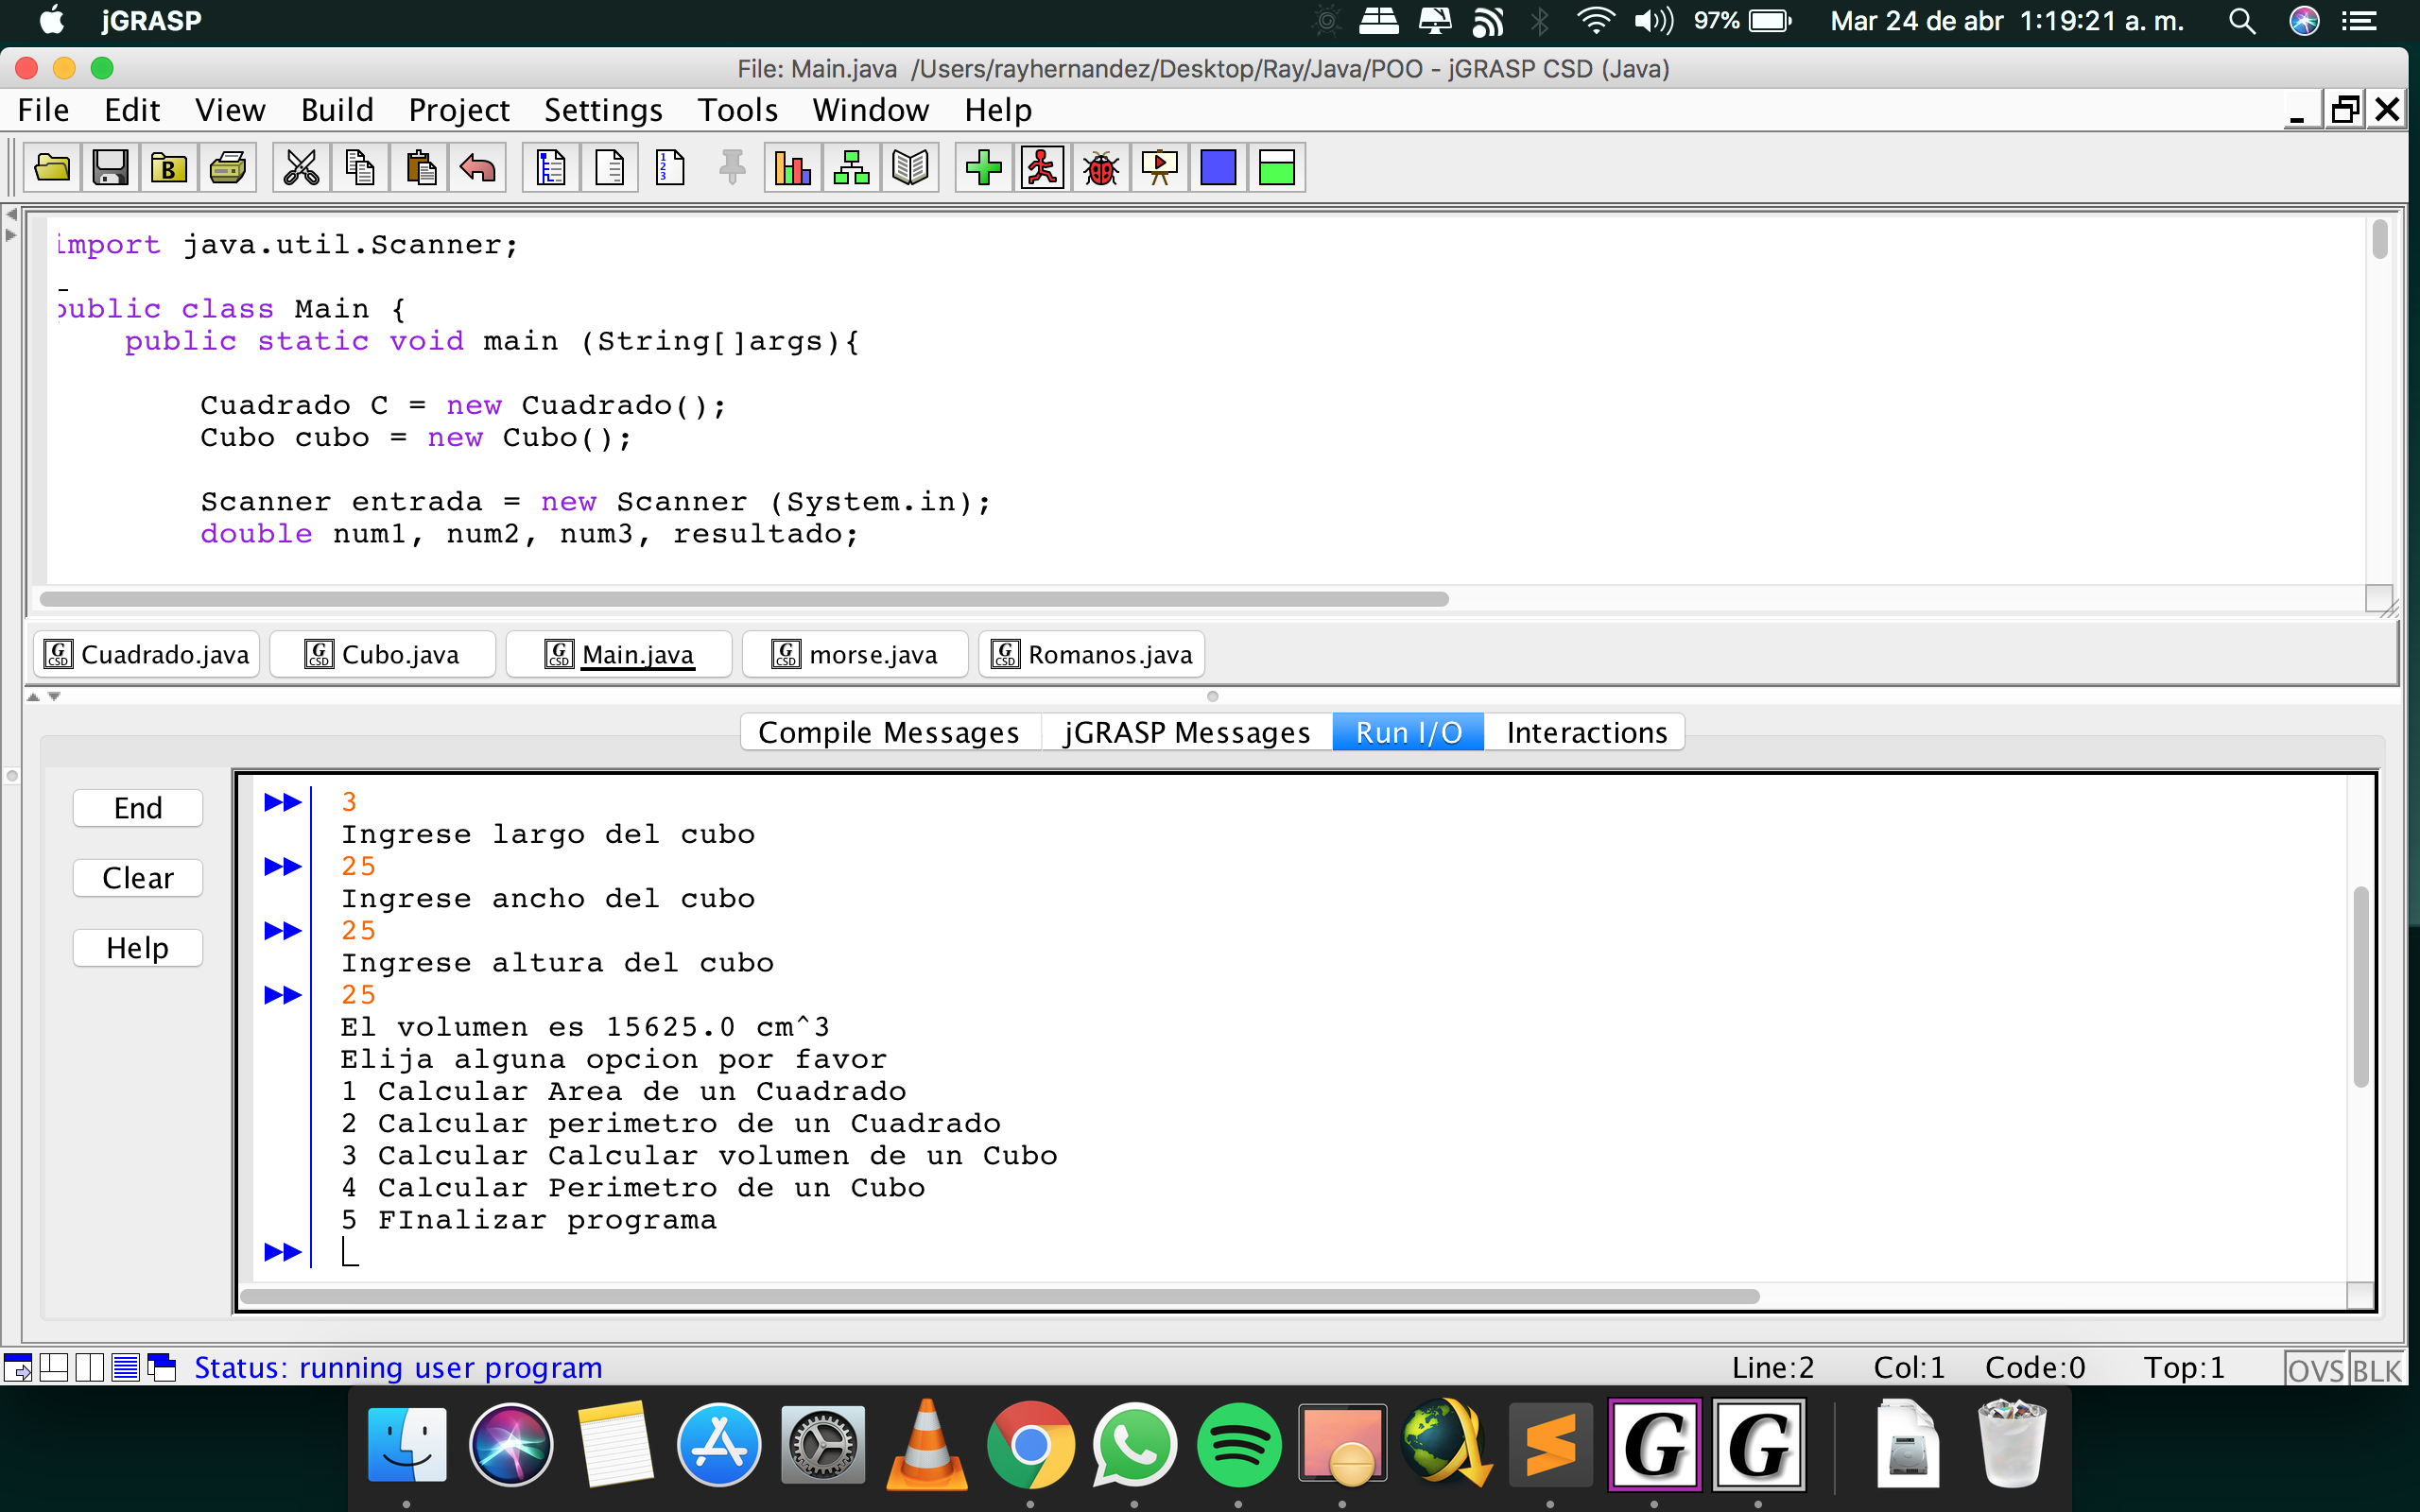 jGRASP
97%
Mar 24 de abr 1:19:21 a. m.
File: Main.java /Users/rayhernandez/Desktop/Ray/Java/POO - jGRASP CSD (Java)
File Edit View Build Project Settings Tools Window Help
import java.util.Scanner;
public class Main {
public static void main (String[]args){
Cuadrado C = new Cuadrado();
Cubo cubo = new Cubo();
Scanner entrada = new Scanner (System.in);
double num1, num2, num3, resultado;
Cuadrado.java Cubo.java Main.java morse.java Romanos.java
Compile Messages jGRASP Messages Run I/O Interactions
End
Clear
Help
3
Ingrese largo del cubo
25
Ingrese ancho del cubo
25
Ingrese altura del cubo
25
El volumen es 15625.0 cm^3
Elija alguna opcion por favor
1 Calcular Area de un Cuadrado
2 Calcular perimetro de un Cuadrado
3 Calcular Calcular volumen de un Cubo
4 Calcular Perimetro de un Cubo
5 FInalizar programa
Status: running user program
Line:2 Col:1 Code:0 Top:1 OVS BLK